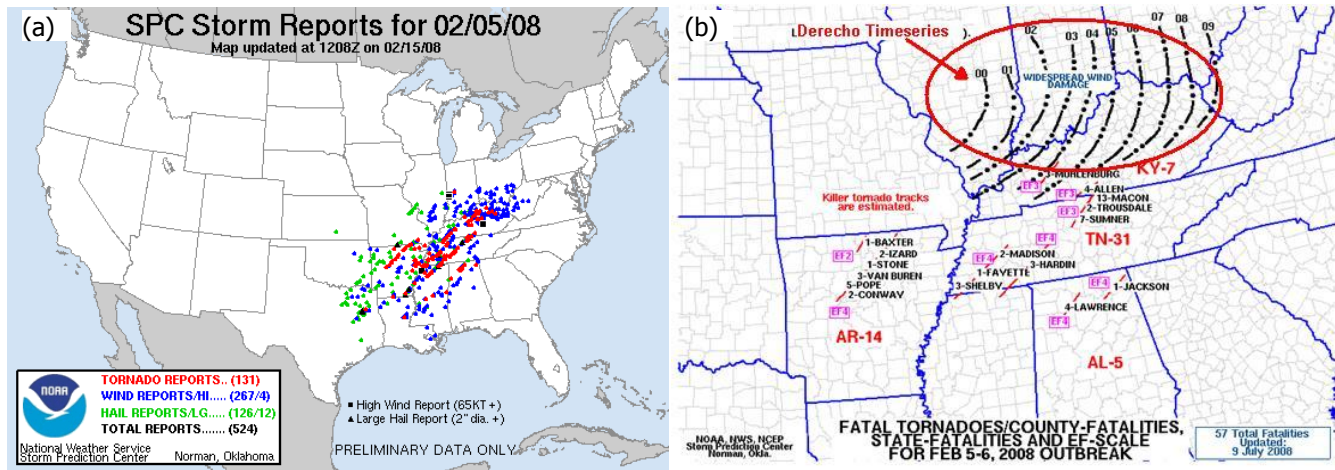 (a)
SPC Storm Reports for 02/05/08
Map updated at 1208Z on 02/15/08
NOAA
TORNADO REPORTS.. (131)
WIND REPORTS/HI..... (267/4)
HAIL REPORTS/LG..... (126/12)
TOTAL REPORTS....... (524)
National Weather Service
Storm Prediction Center Norman, Oklahoma
High Wind Report (65KT +)
Large Hail Report (2" dia. +)
PRELIMINARY DATA ONLY
(b)
Derecho Timeseries
).
00
01
02
03
04
05
06
07
08
09
WIDESPREAD WIND
DAMAGE
KY-7
3-MUHLENBURG
EF3
4-ALLEN
EF3
13-MACON
2-TROUSDALE
EF3
7-SUMNER
Killer tornado tracks
are estimated.
TN-31
EF4
1-BAXTER
EF2
2-IZARD
1-STONE
3-VAN BUREN
5-POPE
2-CONWAY
EF4
AR-14
2-MADISON
EF4
3-HARDIN
1-FAYETTE
3-SHELBY
EF4
1-JACKSON
4-LAWRENCE
EF4
AL-5
NOAA, NWS, NCEP
Storm Prediction Center
Norman, Okla.
FATAL TORNADOES/COUNTY-FATALITIES,
STATE-FATALITIES AND EF-SCALE
FOR FEB 5-6, 2008 OUTBREAK
57 Total Fatalities
Updated:
9 July 2008